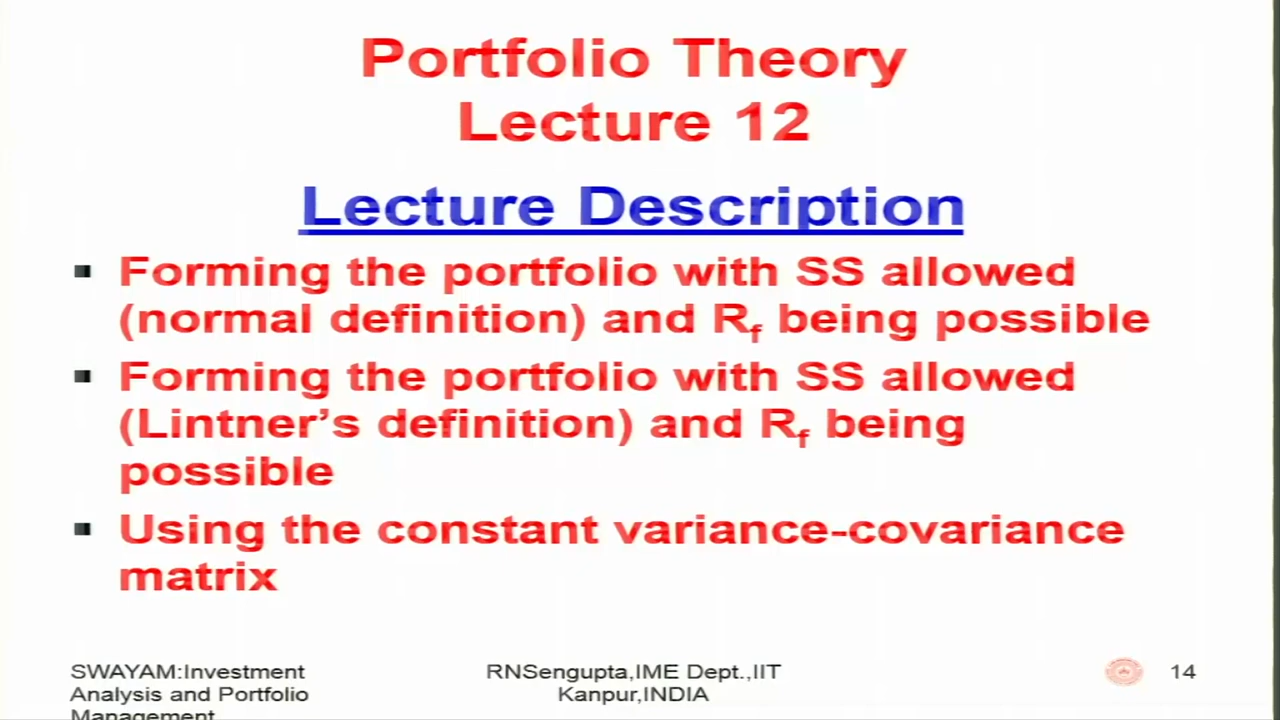 Portfolio Theory
Lecture 12
Lecture Description
▪ Forming the portfolio with SS allowed
(normal definition) and Rf being possible
▪ Forming the portfolio with SS allowed
(Lintner’s definition) and Rf being
possible
▪ Using the constant variance-covariance
matrix
SWAYAM:Investment
Analysis and Portfolio
Management
RNSengupta,IME Dept.,IIT
Kanpur,INDIA
14